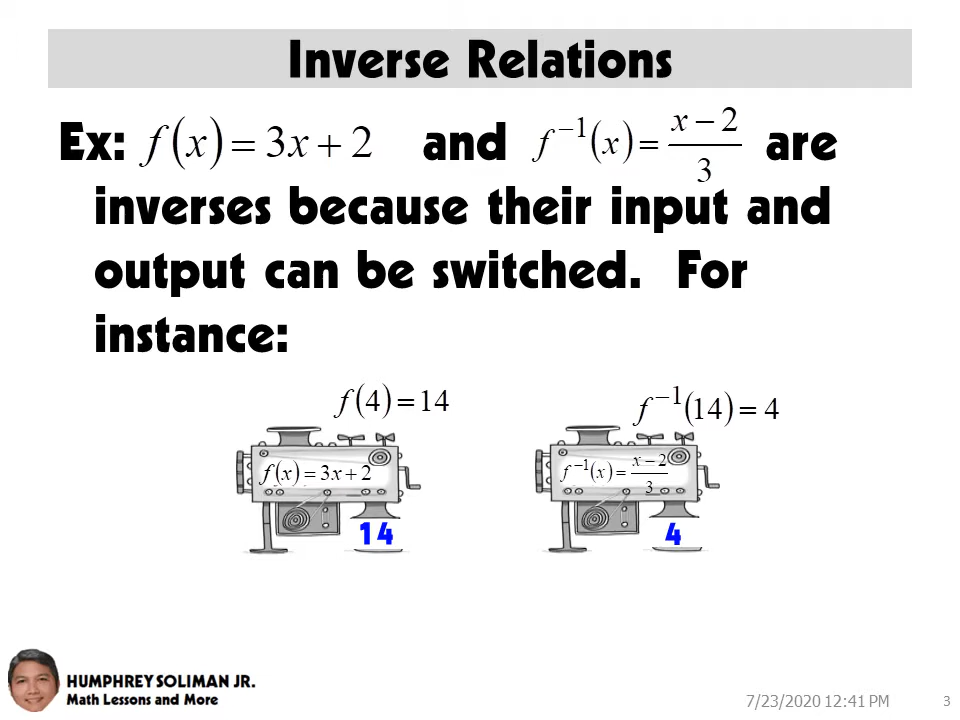 Inverse Relations
Ex: f(x) = 3x + 2 and f⁻¹(x) = (x − 2)/3 are
inverses because their input and
output can be switched. For
instance:
f(4) = 14
f⁻¹(14) = 4
f(x) = 3x + 2
f⁻¹(x) = (x − 2)/3
14
4
HUMPHREY SOLIMAN JR.
Math Lessons and More
7/23/2020 12:41 PM
3